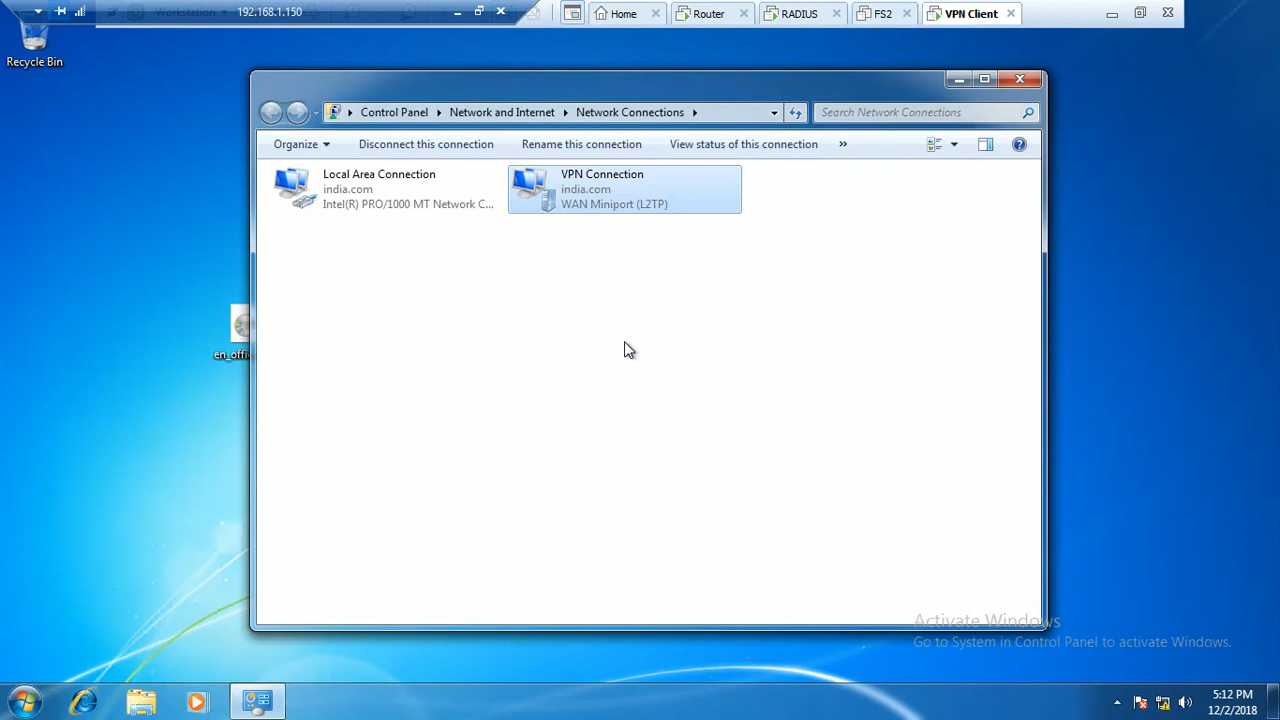 Workstation
192.168.1.150
Home
Router
RADIUS
FS2
VPN Client
Recycle Bin
Control Panel
Network and Internet
Network Connections
Search Network Connections
Organize
Disconnect this connection
Rename this connection
View status of this connection
»
Local Area Connection
india.com
Intel(R) PRO/1000 MT Network C...
VPN Connection
india.com
WAN Miniport (L2TP)
en_offi
Activate Windows
Go to System in Control Panel to activate Windows.
5:12 PM
12/2/2018